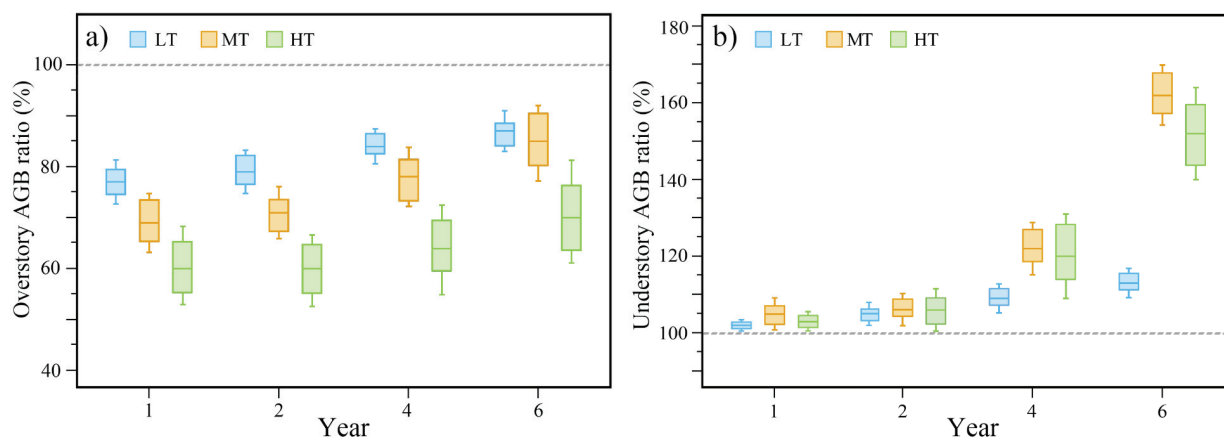 a) LT MT HT
Overstory AGB ratio (%)
100
80
60
40
1 2 4 6
Year
b) LT MT HT
Understory AGB ratio (%)
180
160
140
120
100
1 2 4 6
Year